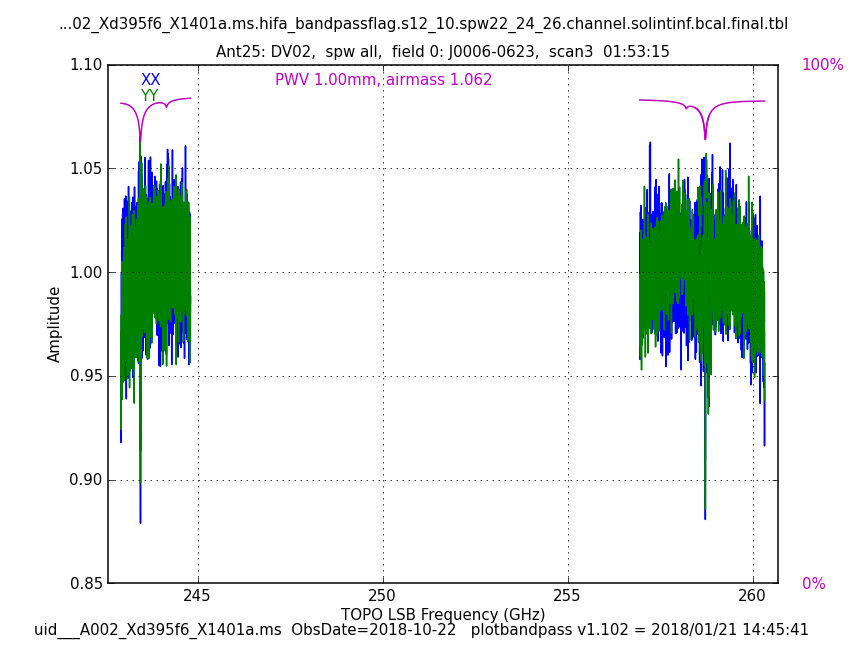 ...02_Xd395f6_X1401a.ms.hifa_bandpassflag.s12_10.spw22_24_26.channel.solintinf.bcal.final.tbl
Ant25: DV02, spw all, field 0: J0006-0623, scan3 01:53:15
1.10
XX
PWV 1.00mm, airmass 1.062
100%
YY
1.05
1.00
Amplitude
0.95
0.90
0.85
0%
245
250
255
260
TOPO LSB Frequency (GHz)
uid___A002_Xd395f6_X1401a.ms ObsDate=2018-10-22 plotbandpass v1.102 = 2018/01/21 14:45:41